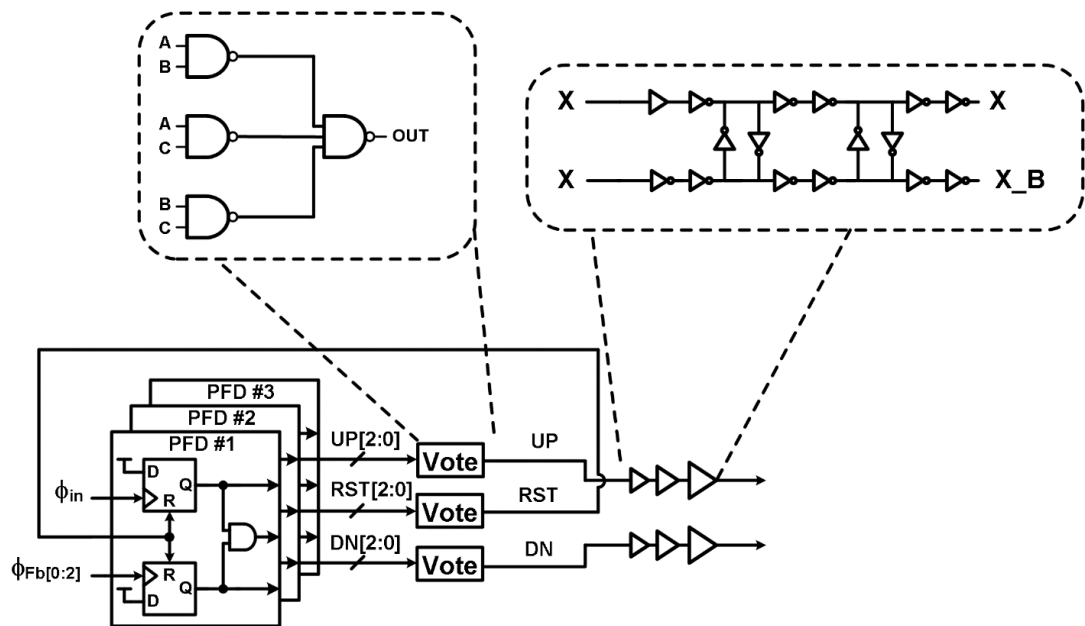 A
B
A
C
B
C
OUT
X
X
X
X_B
PFD #3
PFD #2
PFD #1
D
Q
R
ϕin
R
Q
D
ϕFb[0:2]
UP[2:0]
Vote
UP
RST[2:0]
Vote
RST
DN[2:0]
Vote
DN